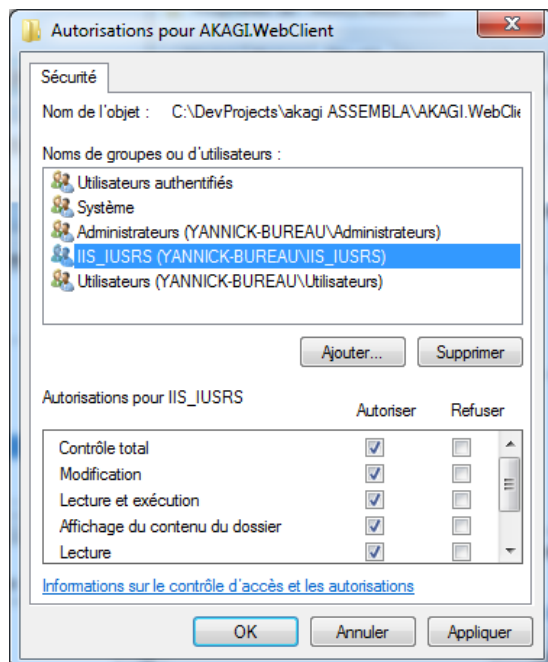 Autorisations pour AKAGI.WebClient
Sécurité
Nom de l'objet : C:\DevProjects\akagi ASSEMBLA\AKAGI.WebClie
Noms de groupes ou d'utilisateurs :
Utilisateurs authentifiés
Système
Administrateurs (YANNICK-BUREAU\Administrateurs)
IIS_IUSRS (YANNICK-BUREAU\IIS_IUSRS)
Utilisateurs (YANNICK-BUREAU\Utilisateurs)
Ajouter... Supprimer
Autorisations pour IIS_IUSRS Autoriser Refuser
Contrôle total
Modification
Lecture et exécution
Affichage du contenu du dossier
Lecture
Informations sur le contrôle d'accès et les autorisations
OK Annuler Appliquer